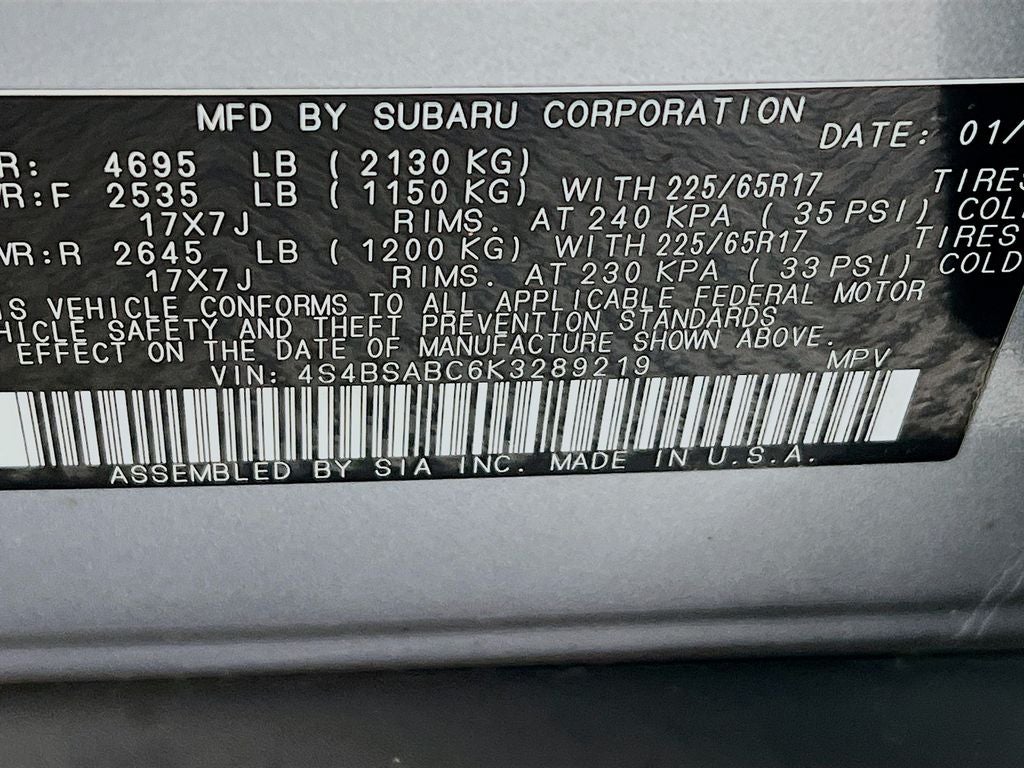 MFD BY SUBARU CORPORATION DATE: 01/
R: 4695 LB ( 2130 KG)
WR:F 2535 LB ( 1150 KG) WITH 225/65R17 TIRES
17X7J RIMS. AT 240 KPA ( 35 PSI) COL
WR:R 2645 LB ( 1200 KG) WITH 225/65R17 TIRES
17X7J RIMS. AT 230 KPA ( 33 PSI) COLD
IS VEHICLE CONFORMS TO ALL APPLICABLE FEDERAL MOTOR
HICLE SAFETY AND THEFT PREVENTION STANDARDS
EFFECT ON THE DATE OF MANUFACTURE SHOWN ABOVE.
VIN: 4S4BSABC6K3289219 MPV
ASSEMBLED BY SIA INC. MADE IN U.S.A.